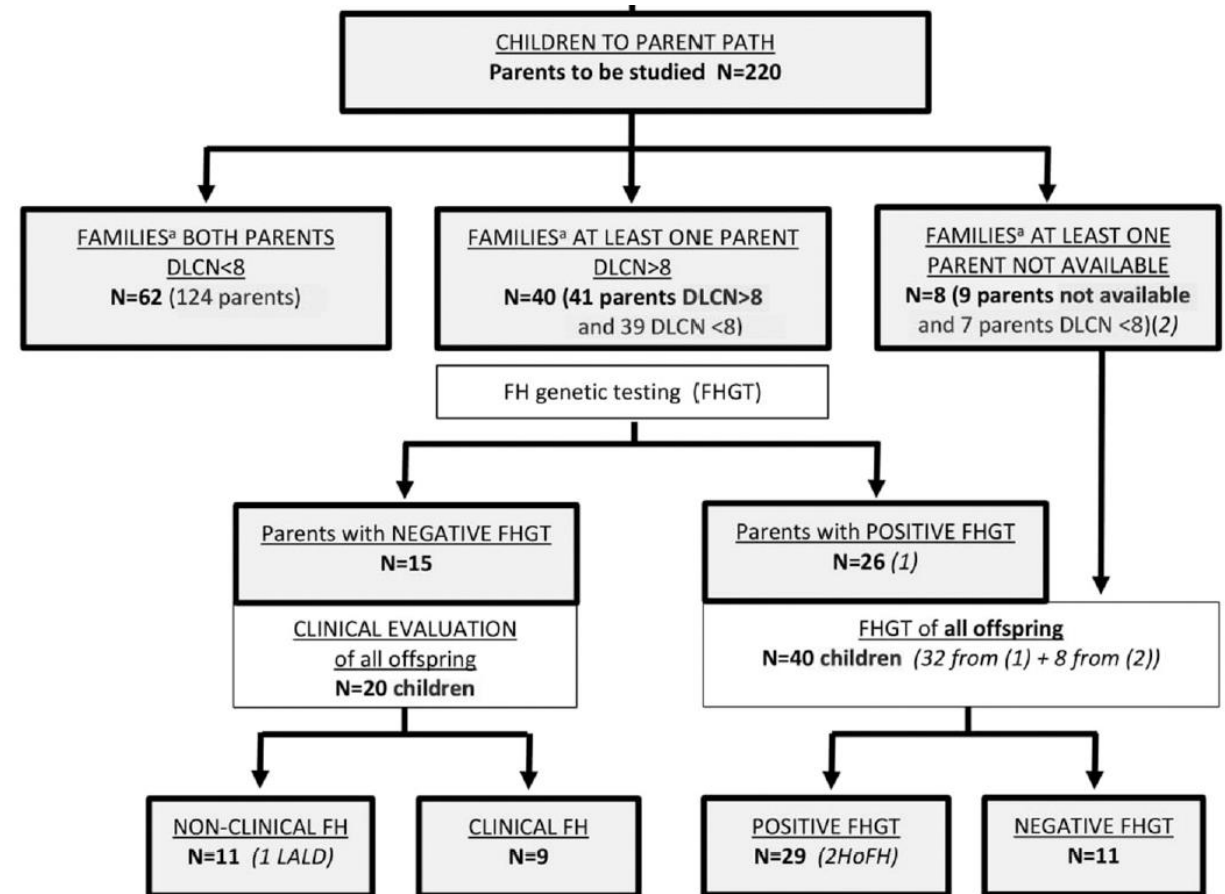 CHILDREN TO PARENT PATH
Parents to be studied N=220
FAMILIESª BOTH PARENTS
DLCN<8
N=62 (124 parents)
FAMILIESª AT LEAST ONE PARENT
DLCN>8
N=40 (41 parents DLCN>8
and 39 DLCN <8)
FAMILIESª AT LEAST ONE
PARENT NOT AVAILABLE
N=8 (9 parents not available
and 7 parents DLCN <8)(2)
FH genetic testing (FHGT)
Parents with NEGATIVE FHGT
N=15
CLINICAL EVALUATION
of all offspring
N=20 children
Parents with POSITIVE FHGT
N=26 (1)
FHGT of all offspring
N=40 children (32 from (1) + 8 from (2))
NON-CLINICAL FH
N=11 (1 LALD)
CLINICAL FH
N=9
POSITIVE FHGT
N=29 (2HoFH)
NEGATIVE FHGT
N=11